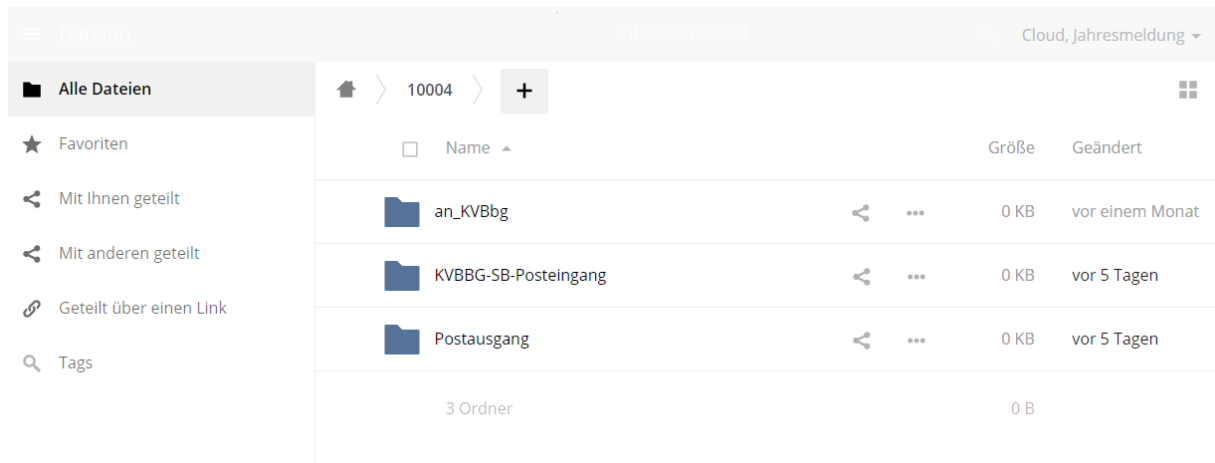 Dateien
Cloud, Jahresmeldung
Alle Dateien
Favoriten
Mit Ihnen geteilt
Mit anderen geteilt
Geteilt über einen Link
Tags
10004
Name Größe Geändert
an_KVBbg 0 KB vor einem Monat
KVBBG-SB-Posteingang 0 KB vor 5 Tagen
Postausgang 0 KB vor 5 Tagen
3 Ordner 0 B